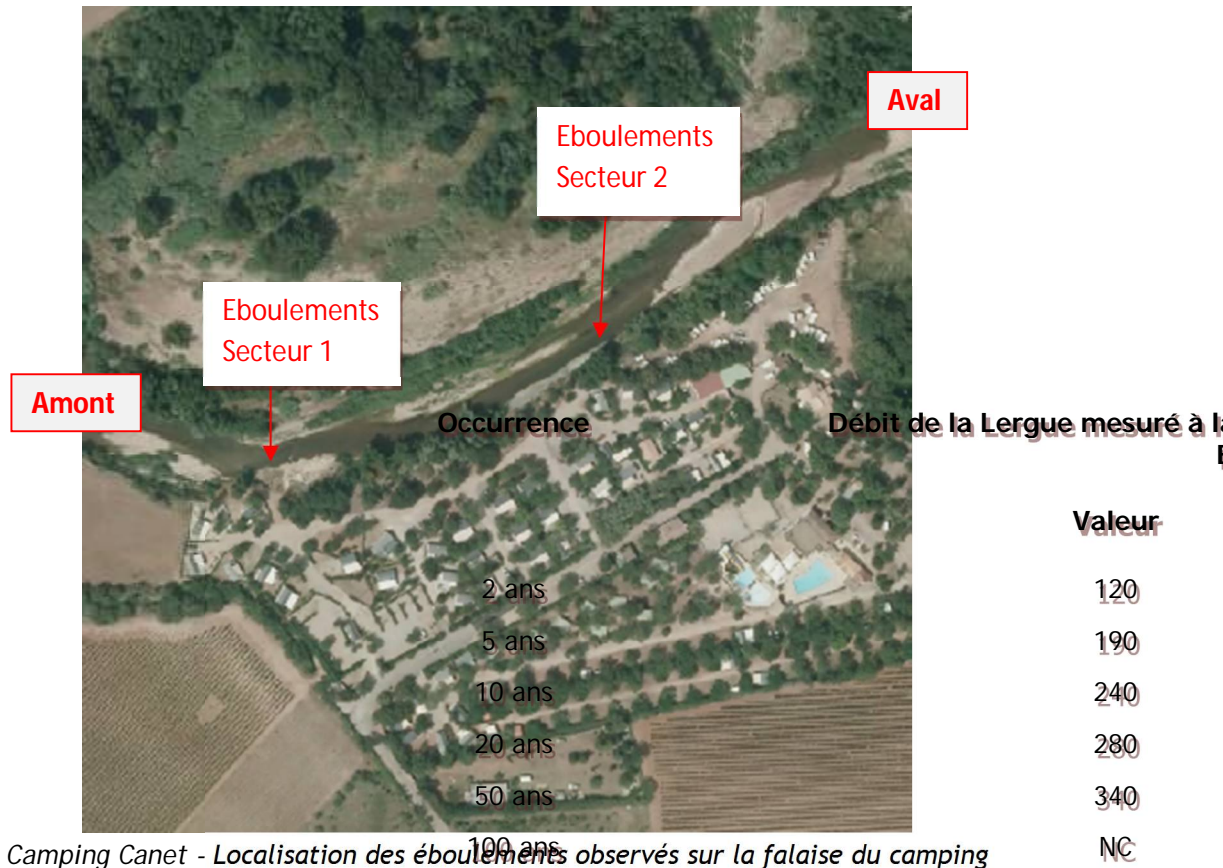 Aval
Eboulements
Secteur 2
Eboulements
Secteur 1
Amont
Occurrence Débit de la Lergue mesuré à la
Valeur
2 ans 120
5 ans 190
10 ans 240
20 ans 280
50 ans 340
100 ans NC
Camping Canet - Localisation des éboulements observés sur la falaise du camping